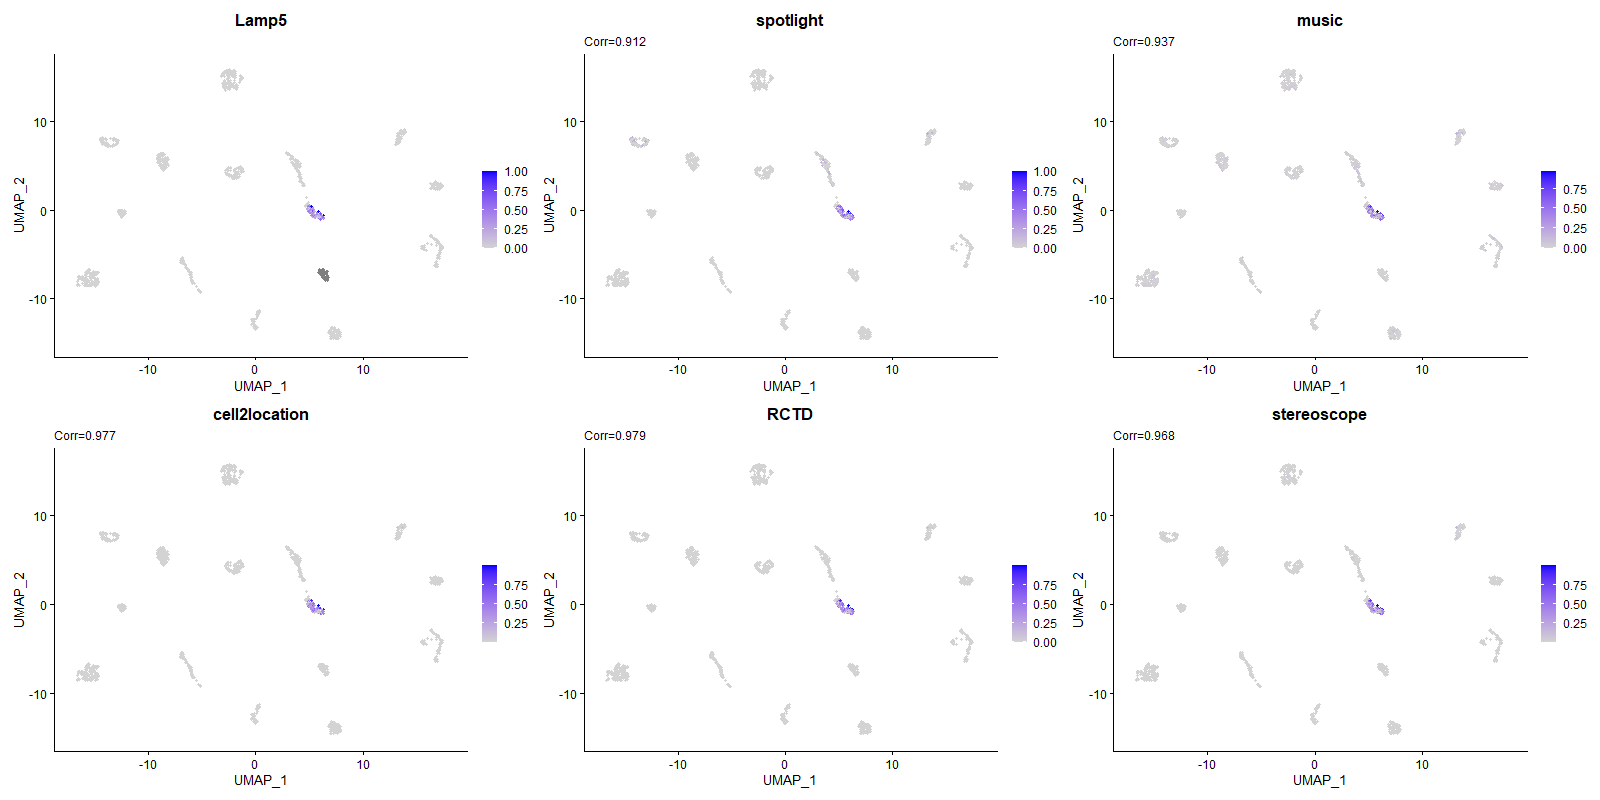 Lamp5
UMAP_2
10
0
-10
-10
0
10
UMAP_1
1.00
0.75
0.50
0.25
0.00
spotlight
Corr=0.912
UMAP_2
10
0
-10
-10
0
10
UMAP_1
1.00
0.75
0.50
0.25
0.00
music
Corr=0.937
UMAP_2
10
0
-10
-10
0
10
UMAP_1
0.75
0.50
0.25
0.00
cell2location
Corr=0.977
UMAP_2
10
0
-10
-10
0
10
UMAP_1
0.75
0.50
0.25
RCTD
Corr=0.979
UMAP_2
10
0
-10
-10
0
10
UMAP_1
0.75
0.50
0.25
0.00
stereoscope
Corr=0.968
UMAP_2
10
0
-10
-10
0
10
UMAP_1
0.75
0.50
0.25